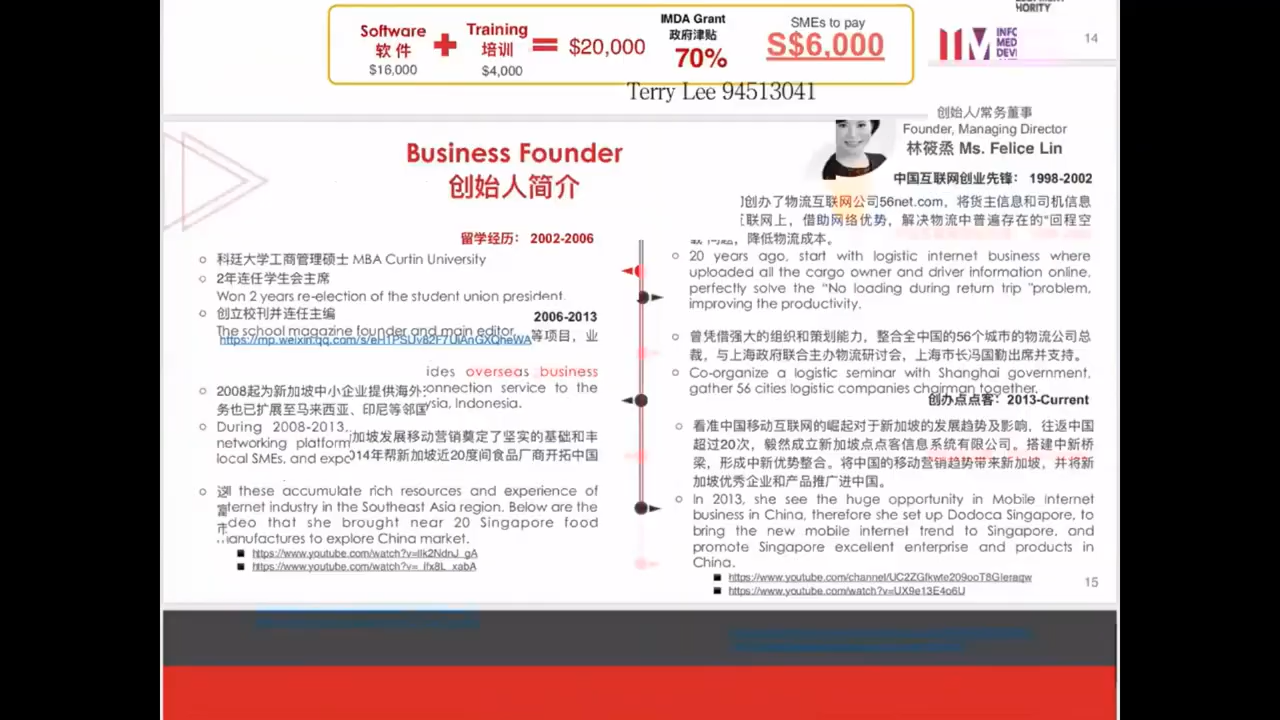 Software
软 件
$16,000
Training
培训
$4,000
$20,000
IMDA Grant
政府津贴
70%
SMEs to pay
S$6,000
HORITY
INFC
MED
DEVI
14
Terry Lee 94513041
Business Founder
创始人简介
创始人/常务董事
Founder, Managing Director
林筱烝 Ms. Felice Lin
留学经历： 2002-2006
科廷大学工商管理硕士 MBA Curtin University
2年连任学生会主席
Won 2 years re-election of the student union president.
创立校刊并连任主编
2006-2013
The school magazine founder and main editor.
等项目，业
ides overseas business
2008起为新加坡中小企业提供海外
onnection service to the
务也已扩展至马来西亚、印尼等邻国
ysia, Indonesia.
During 2008-2013,
networking platform
加坡发展移动营销奠定了坚实的基础和丰
local SMEs, and expo
014年帮新加坡近20度间食品厂商开拓中国
these accumulate rich resources and experience of
ternet industry in the Southeast Asia region. Below are the
deo that she brought near 20 Singapore food
anufactures to explore China market.
中国互联网创业先锋： 1998-2002
创办了物流互联网公司56net.com，将货主信息和司机信息
互联网上，借助网络优势，解决物流中普遍存在的“回程空
载”问题，降低物流成本。
20 years ago, start with logistic internet business where
uploaded all the cargo owner and driver information online,
perfectly solve the “No loading during return trip ”problem,
improving the productivity.
曾凭借强大的组织和策划能力，整合全中国的56个城市的物流公司总
裁，与上海政府联合主办物流研讨会，上海市长冯国勤出席并支持。
Co-organize a logistic seminar with Shanghai government,
gather 56 cities logistic companies chairman together.
创办点点客：2013-Current
看准中国移动互联网的崛起对于新加坡的发展趋势及影响，往返中国
超过20次，毅然成立新加坡点点客信息系统有限公司。搭建中新桥
梁，形成中新优势整合。将中国的移动营销趋势带来新加坡，并将新
加坡优秀企业和产品推广进中国。
In 2013, she see the huge opportunity in Mobile Internet
business in China, therefore she set up Dodoca Singapore, to
bring the new mobile internet trend to Singapore, and
promote Singapore excellent enterprise and products in
China.
https://www.youtube.com/watch?v=UX9e13E4o6U
15